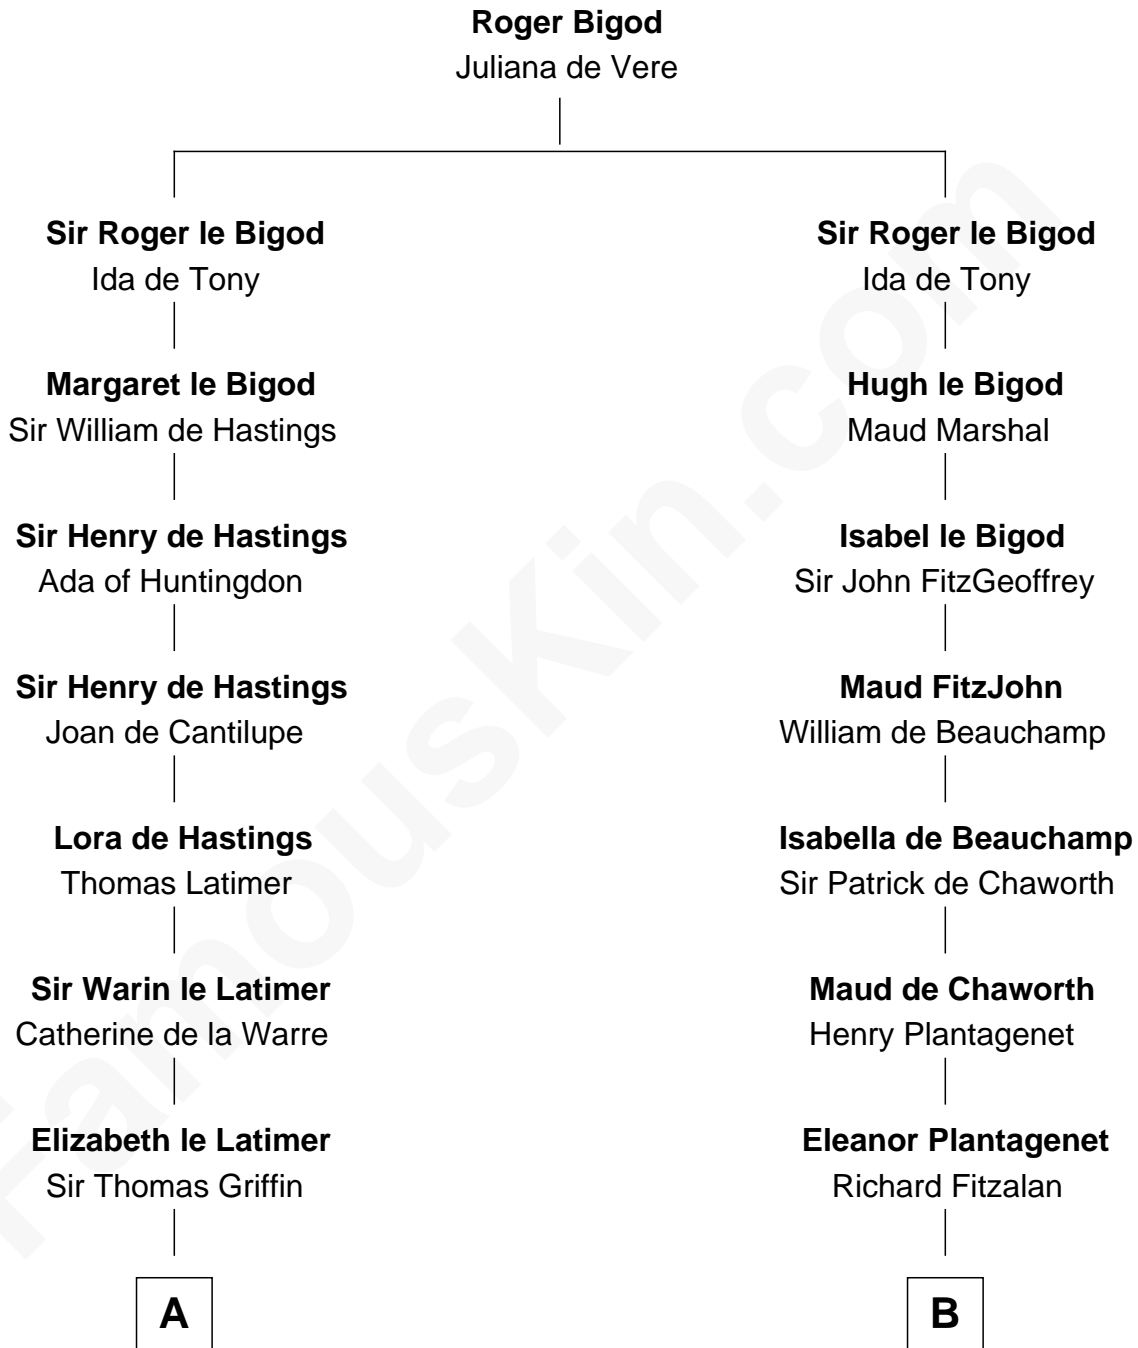 Roger Bigod
Juliana de Vere
Sir Roger le Bigod
Ida de Tony
Sir Roger le Bigod
Ida de Tony
Margaret le Bigod
Sir William de Hastings
Hugh le Bigod
Maud Marshal
Sir Henry de Hastings
Ada of Huntingdon
Isabel le Bigod
Sir John FitzGeoffrey
Sir Henry de Hastings
Joan de Cantilupe
Maud FitzJohn
William de Beauchamp
Lora de Hastings
Thomas Latimer
Isabella de Beauchamp
Sir Patrick de Chaworth
Sir Warin le Latimer
Catherine de la Warre
Maud de Chaworth
Henry Plantagenet
Elizabeth le Latimer
Sir Thomas Griffin
Eleanor Plantagenet
Richard Fitzalan
A
B
FamousKin.com